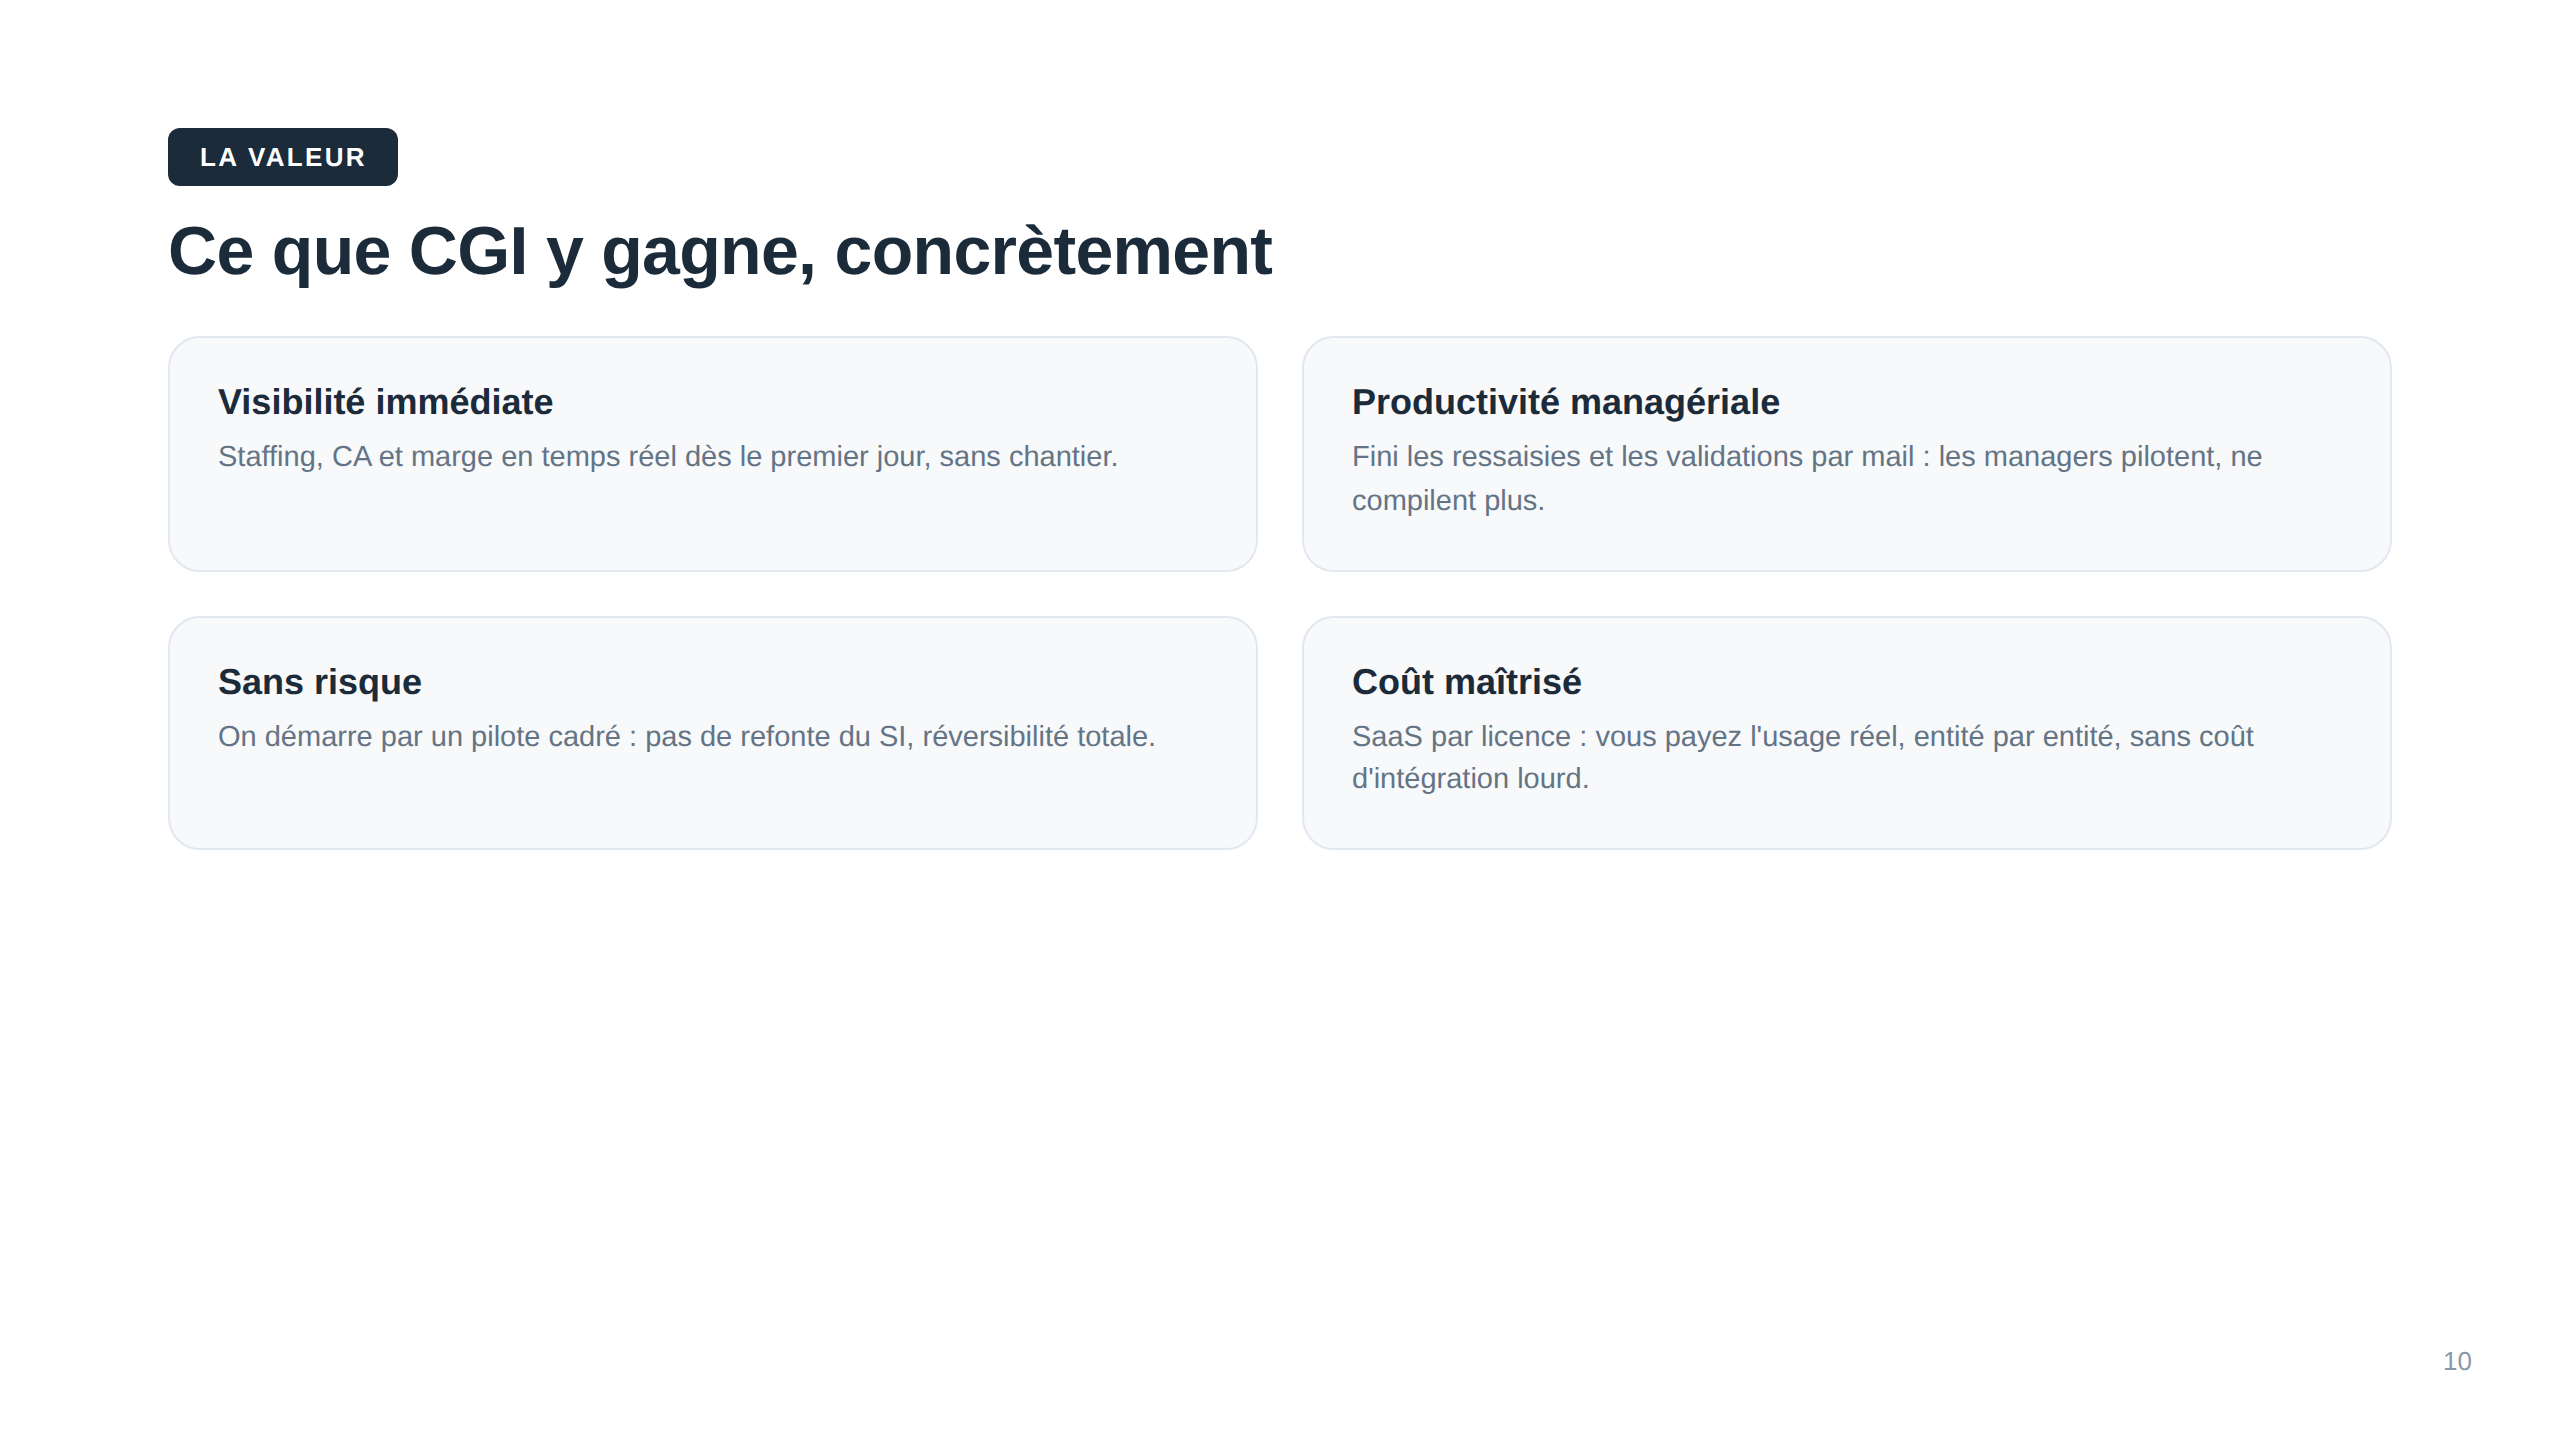 LA VALEUR
Ce que CGI y gagne, concrètement
Visibilité immédiate
Staffing, CA et marge en temps réel dès le premier jour, sans chantier.
Productivité managériale
Fini les ressaisies et les validations par mail : les managers pilotent, ne
compilent plus.
Sans risque
On démarre par un pilote cadré : pas de refonte du SI, réversibilité totale.
Coût maîtrisé
SaaS par licence : vous payez l'usage réel, entité par entité, sans coût
d'intégration lourd.
10